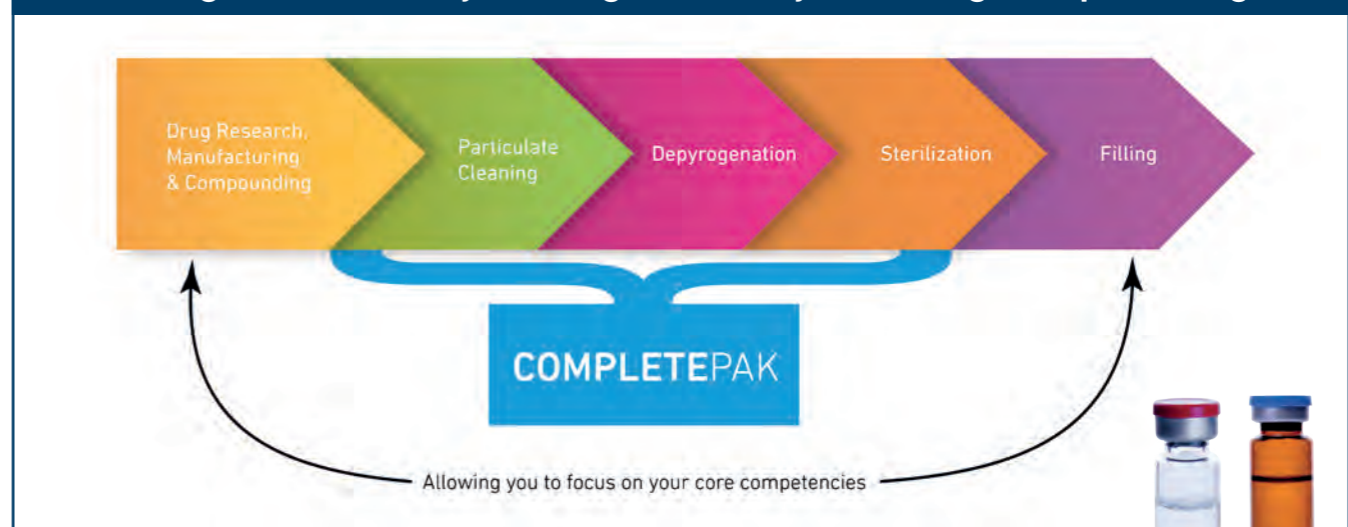 Drug Research,
Manufacturing
& Compounding
Particulate
Cleaning
Depyrogenation
Sterilization
Filling
COMPLETEPAK
Allowing you to focus on your core competencies